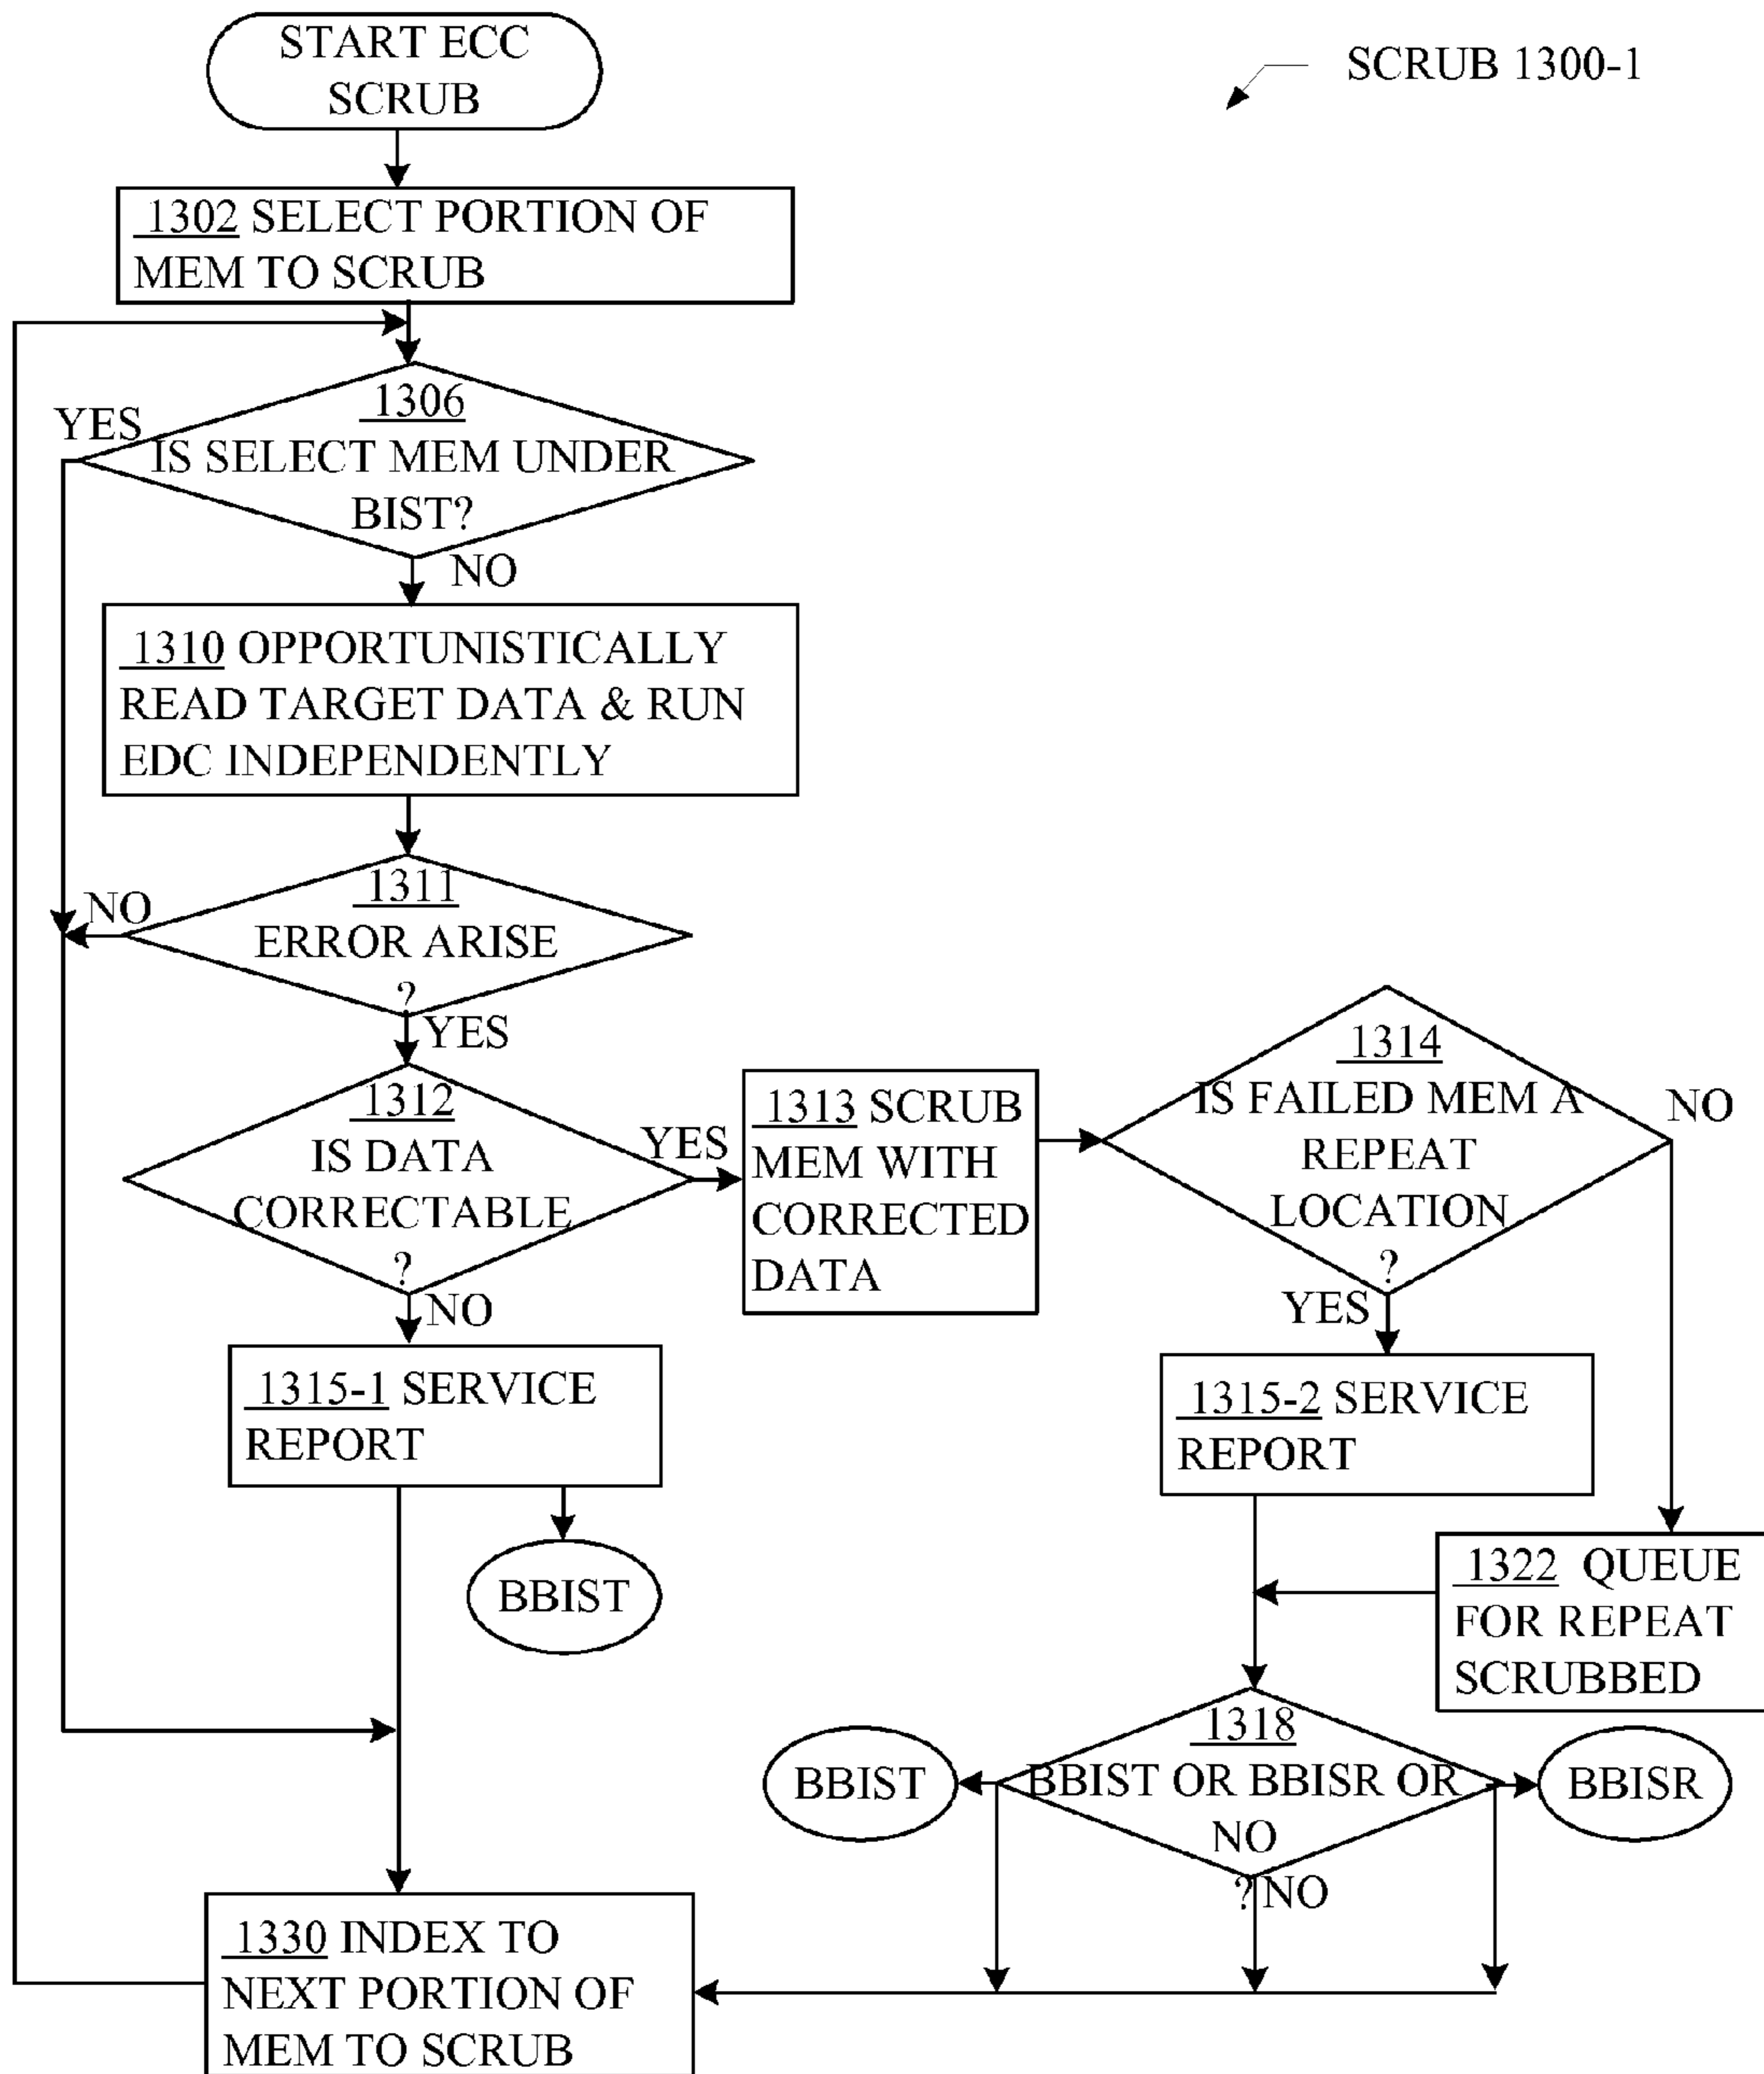 START ECC
SCRUB
SCRUB 1300-1
1302 SELECT PORTION OF
MEM TO SCRUB
1306
IS SELECT MEM UNDER
BIST?
YES
NO
1310 OPPORTUNISTICALLY
READ TARGET DATA & RUN
EDC INDEPENDENTLY
1311
ERROR ARISE
?
NO
YES
1312
IS DATA
CORRECTABLE
?
YES
NO
1313 SCRUB
MEM WITH
CORRECTED
DATA
1314
IS FAILED MEM A
REPEAT
LOCATION
?
NO
YES
1315-1 SERVICE
REPORT
BBIST
1315-2 SERVICE
REPORT
1322 QUEUE
FOR REPEAT
SCRUBBED
1318
BBIST OR BBISR OR
NO
?
NO
BBIST
BBISR
1330 INDEX TO
NEXT PORTION OF
MEM TO SCRUB